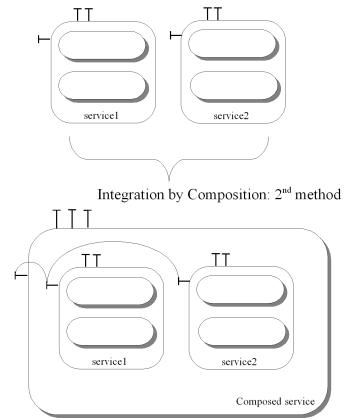 service1
service2
Integration by Composition: 2nd method
service1
service2
Composed service